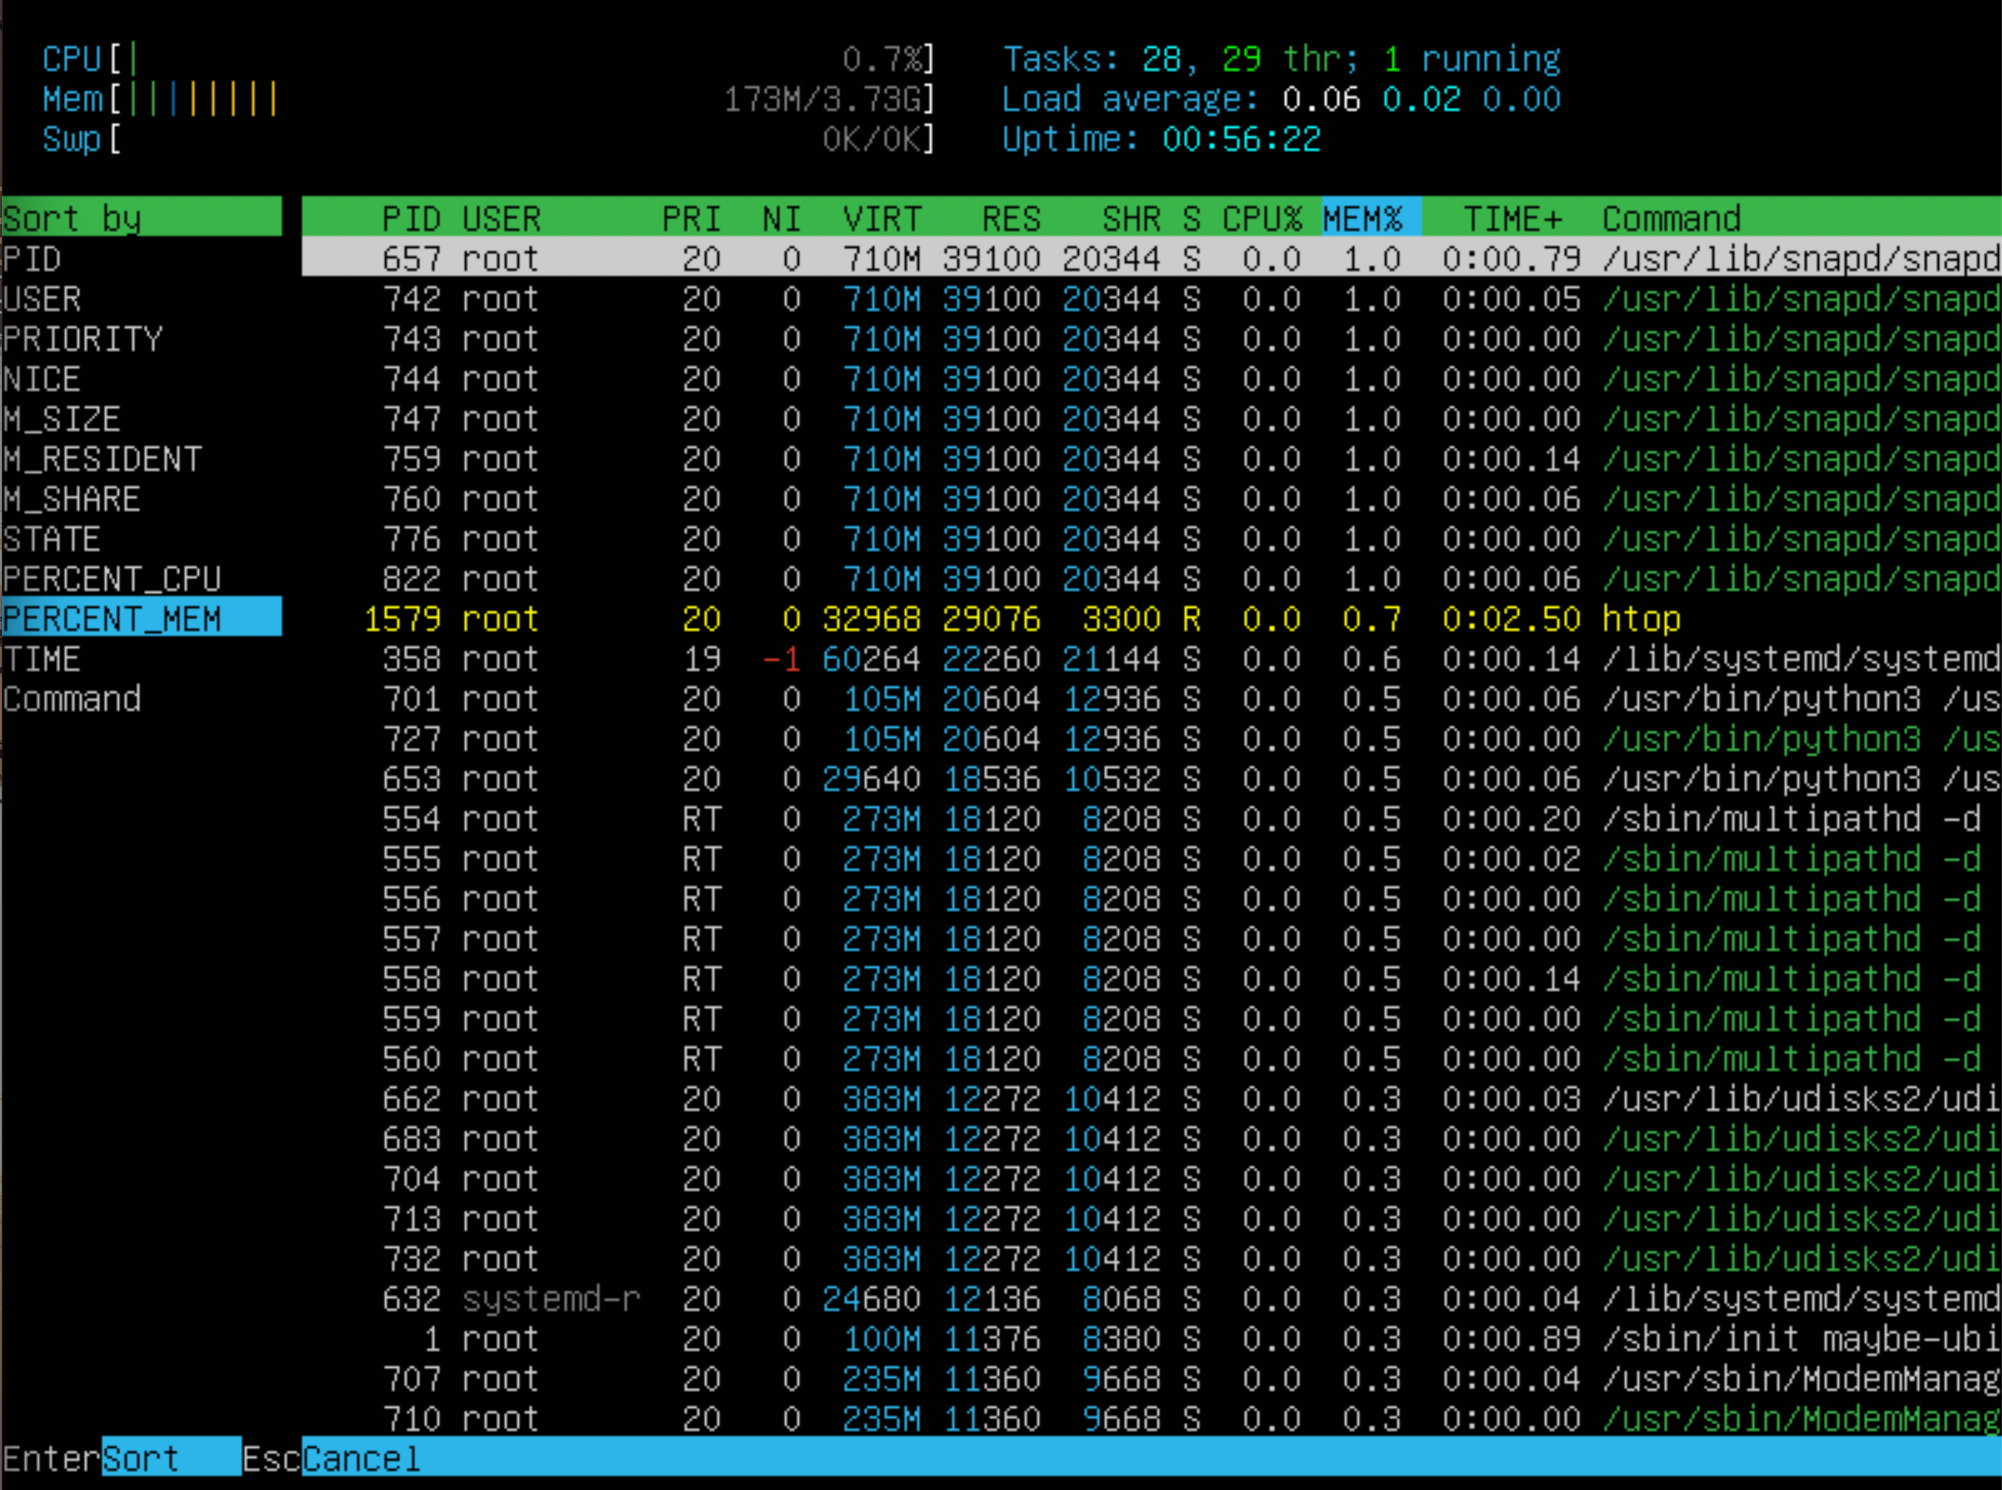 CPU[| 0.7%] Tasks: 28, 29 thr; 1 running
Mem[|||||||| 173M/3.73G] Load average: 0.06 0.02 0.00
Swp[ 0K/0K] Uptime: 00:56:22
Sort by PID USER PRI NI VIRT RES SHR S CPU% MEM% TIME+ Command
PID 657 root 20 0 710M 39100 20344 S 0.0 1.0 0:00.79 /usr/lib/snapd/snapd
USER 742 root 20 0 710M 39100 20344 S 0.0 1.0 0:00.05 /usr/lib/snapd/snapd
PRIORITY 743 root 20 0 710M 39100 20344 S 0.0 1.0 0:00.00 /usr/lib/snapd/snapd
NICE 744 root 20 0 710M 39100 20344 S 0.0 1.0 0:00.00 /usr/lib/snapd/snapd
M_SIZE 747 root 20 0 710M 39100 20344 S 0.0 1.0 0:00.00 /usr/lib/snapd/snapd
M_RESIDENT 759 root 20 0 710M 39100 20344 S 0.0 1.0 0:00.14 /usr/lib/snapd/snapd
M_SHARE 760 root 20 0 710M 39100 20344 S 0.0 1.0 0:00.06 /usr/lib/snapd/snapd
STATE 776 root 20 0 710M 39100 20344 S 0.0 1.0 0:00.00 /usr/lib/snapd/snapd
PERCENT_CPU 822 root 20 0 710M 39100 20344 S 0.0 1.0 0:00.06 /usr/lib/snapd/snapd
PERCENT_MEM 1579 root 20 0 32968 29076 3300 R 0.0 0.7 0:02.50 htop
TIME 358 root 19 -1 60264 22260 21144 S 0.0 0.6 0:00.14 /lib/systemd/systemd
Command 701 root 20 0 105M 20604 12936 S 0.0 0.5 0:00.06 /usr/bin/python3 /us
727 root 20 0 105M 20604 12936 S 0.0 0.5 0:00.00 /usr/bin/python3 /us
653 root 20 0 29640 18536 10532 S 0.0 0.5 0:00.06 /usr/bin/python3 /us
554 root RT 0 273M 18120 8208 S 0.0 0.5 0:00.20 /sbin/multipathd -d
555 root RT 0 273M 18120 8208 S 0.0 0.5 0:00.02 /sbin/multipathd -d
556 root RT 0 273M 18120 8208 S 0.0 0.5 0:00.00 /sbin/multipathd -d
557 root RT 0 273M 18120 8208 S 0.0 0.5 0:00.00 /sbin/multipathd -d
558 root RT 0 273M 18120 8208 S 0.0 0.5 0:00.14 /sbin/multipathd -d
559 root RT 0 273M 18120 8208 S 0.0 0.5 0:00.00 /sbin/multipathd -d
560 root RT 0 273M 18120 8208 S 0.0 0.5 0:00.00 /sbin/multipathd -d
662 root 20 0 383M 12272 10412 S 0.0 0.3 0:00.03 /usr/lib/udisks2/udi
683 root 20 0 383M 12272 10412 S 0.0 0.3 0:00.00 /usr/lib/udisks2/udi
704 root 20 0 383M 12272 10412 S 0.0 0.3 0:00.00 /usr/lib/udisks2/udi
713 root 20 0 383M 12272 10412 S 0.0 0.3 0:00.00 /usr/lib/udisks2/udi
732 root 20 0 383M 12272 10412 S 0.0 0.3 0:00.00 /usr/lib/udisks2/udi
632 systemd-r 20 0 24680 12136 8068 S 0.0 0.3 0:00.04 /lib/systemd/systemd
1 root 20 0 100M 11376 8380 S 0.0 0.3 0:00.89 /sbin/init maybe-ubi
707 root 20 0 235M 11360 9668 S 0.0 0.3 0:00.04 /usr/sbin/ModemManag
710 root 20 0 235M 11360 9668 S 0.0 0.3 0:00.00 /usr/sbin/ModemManag
EnterSort EscCancel